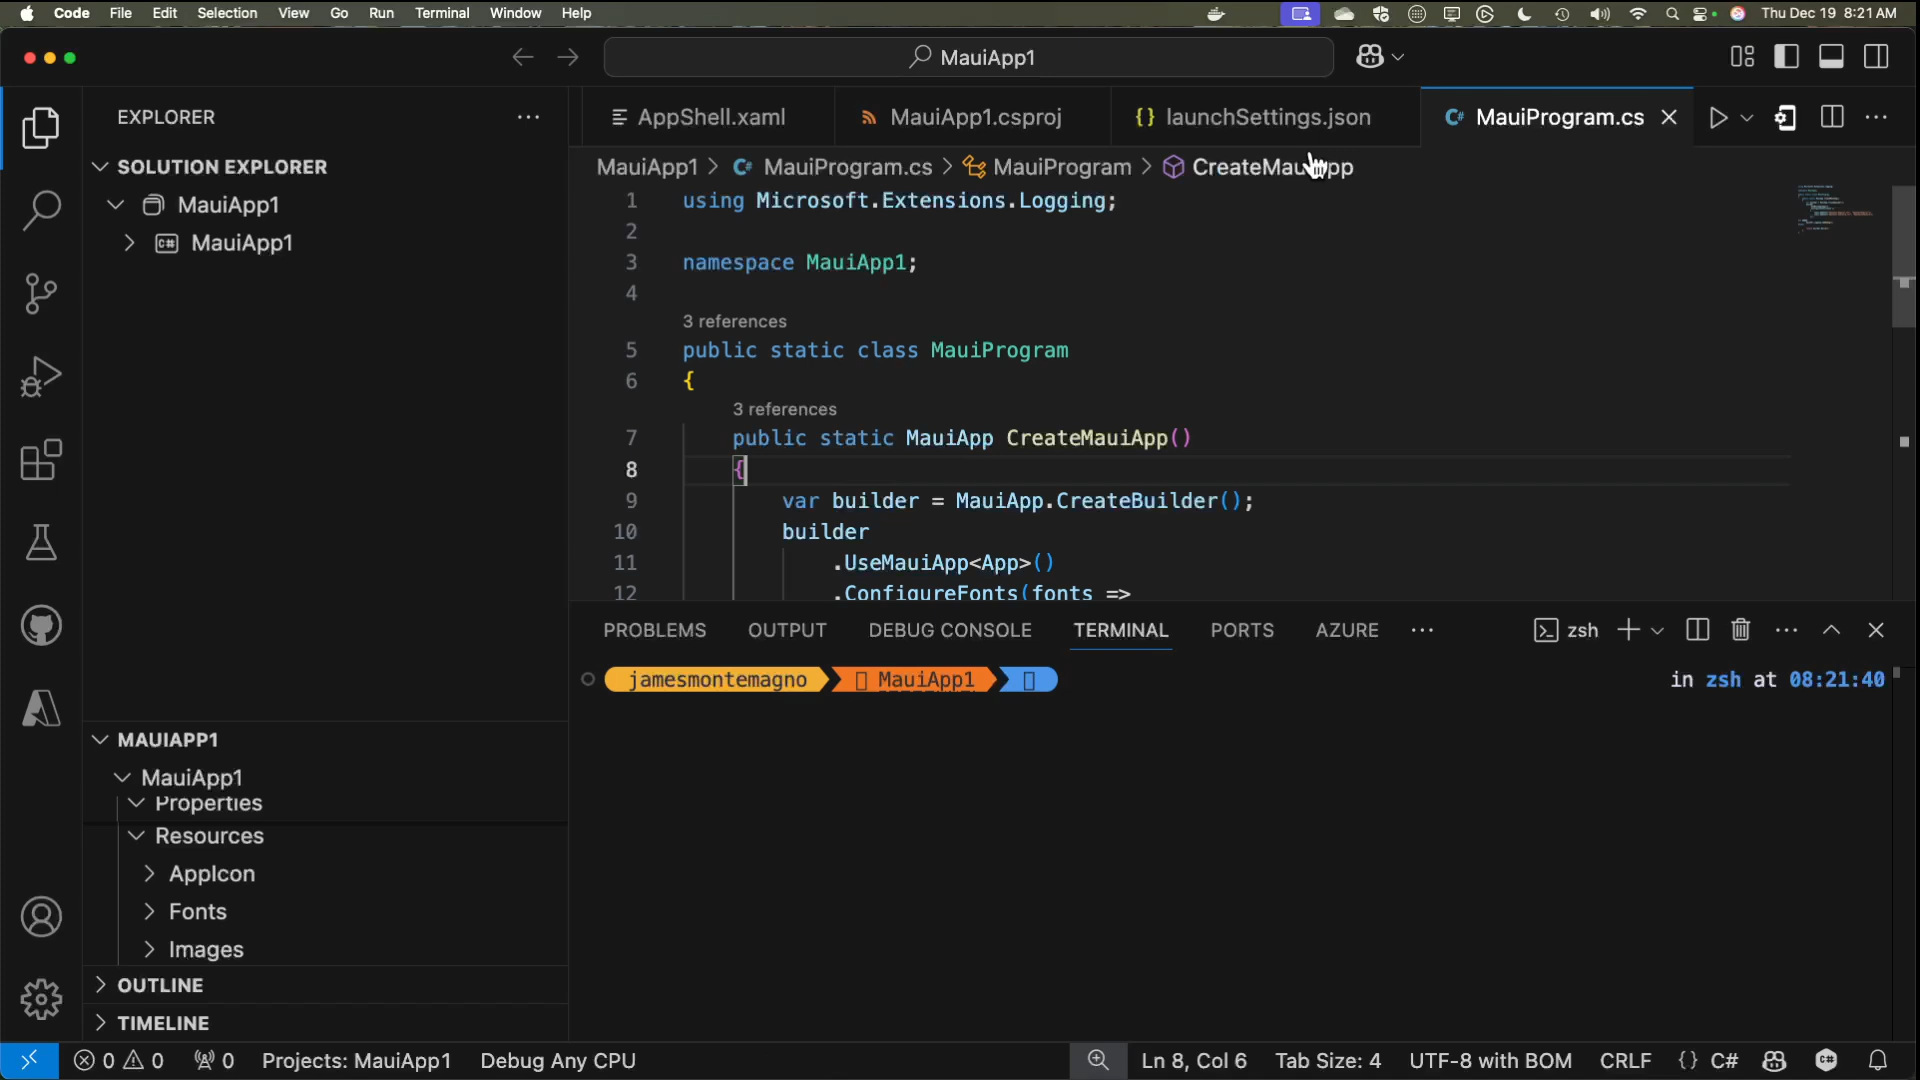 Code File Edit Selection View Go Run Terminal Window Help Thu Dec 19 8:21 AM
MauiApp1
EXPLORER
SOLUTION EXPLORER
MauiApp1
MauiApp1
MAUIAPP1
MauiApp1
Properties
Resources
AppIcon
Fonts
Images
OUTLINE
TIMELINE
AppShell.xaml MauiApp1.csproj {} launchSettings.json C# MauiProgram.cs
MauiApp1 > C# MauiProgram.cs > MauiProgram > CreateMauiApp
1 using Microsoft.Extensions.Logging;
2
3 namespace MauiApp1;
4
3 references
5 public static class MauiProgram
6 {
3 references
7 public static MauiApp CreateMauiApp()
8 {
9 var builder = MauiApp.CreateBuilder();
10 builder
11 .UseMauiApp<App>()
12 .ConfigureFonts(fonts =>
PROBLEMS OUTPUT DEBUG CONSOLE TERMINAL PORTS AZURE ... zsh
jamesmontemagno MauiApp1 in zsh at 08:21:40
0 0 0 Projects: MauiApp1 Debug Any CPU Ln 8, Col 6 Tab Size: 4 UTF-8 with BOM CRLF {} C#